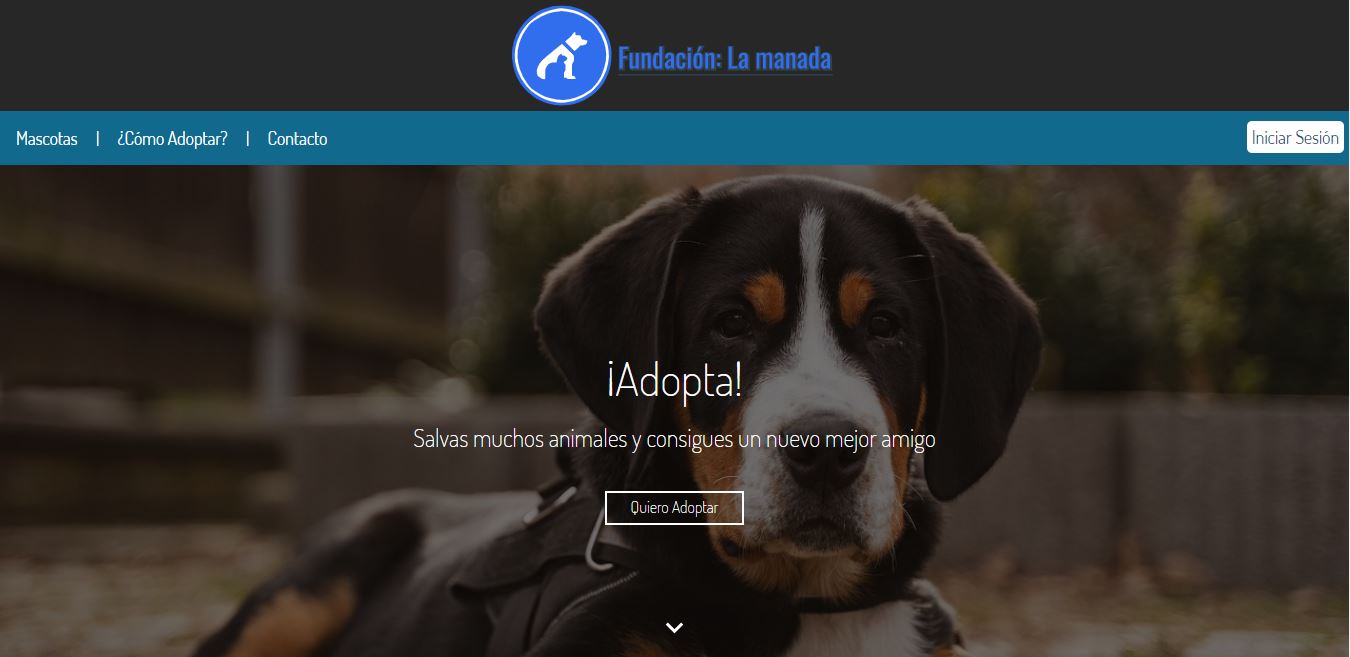 Fundación: La manada
Mascotas | ¿Cómo Adoptar? | Contacto
Iniciar Sesión
¡Adopta!
Salvas muchos animales y consigues un nuevo mejor amigo
Quiero Adoptar